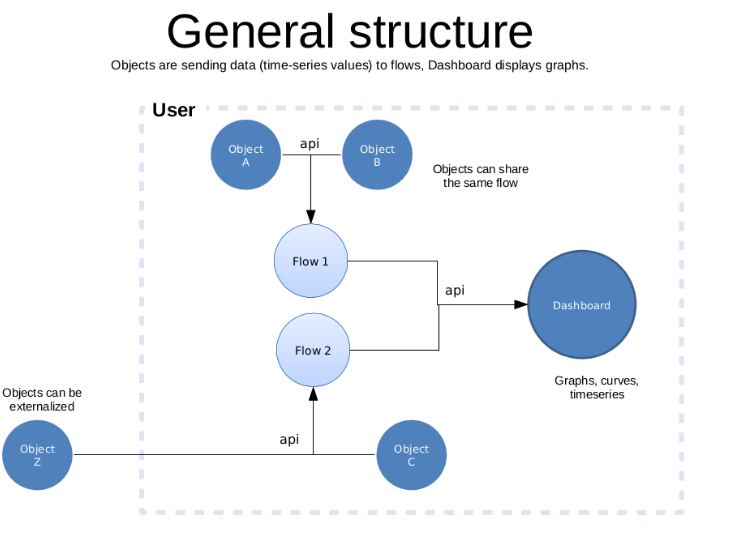 General structure
Objects are sending data (time-series values) to flows, Dashboard displays graphs.
User
Object
A
api
Object
B
Objects can share
the same flow
Flow 1
api
Dashboard
Flow 2
Graphs, curves,
timeseries
Objects can be
externalized
Object
Z
api
Object
C